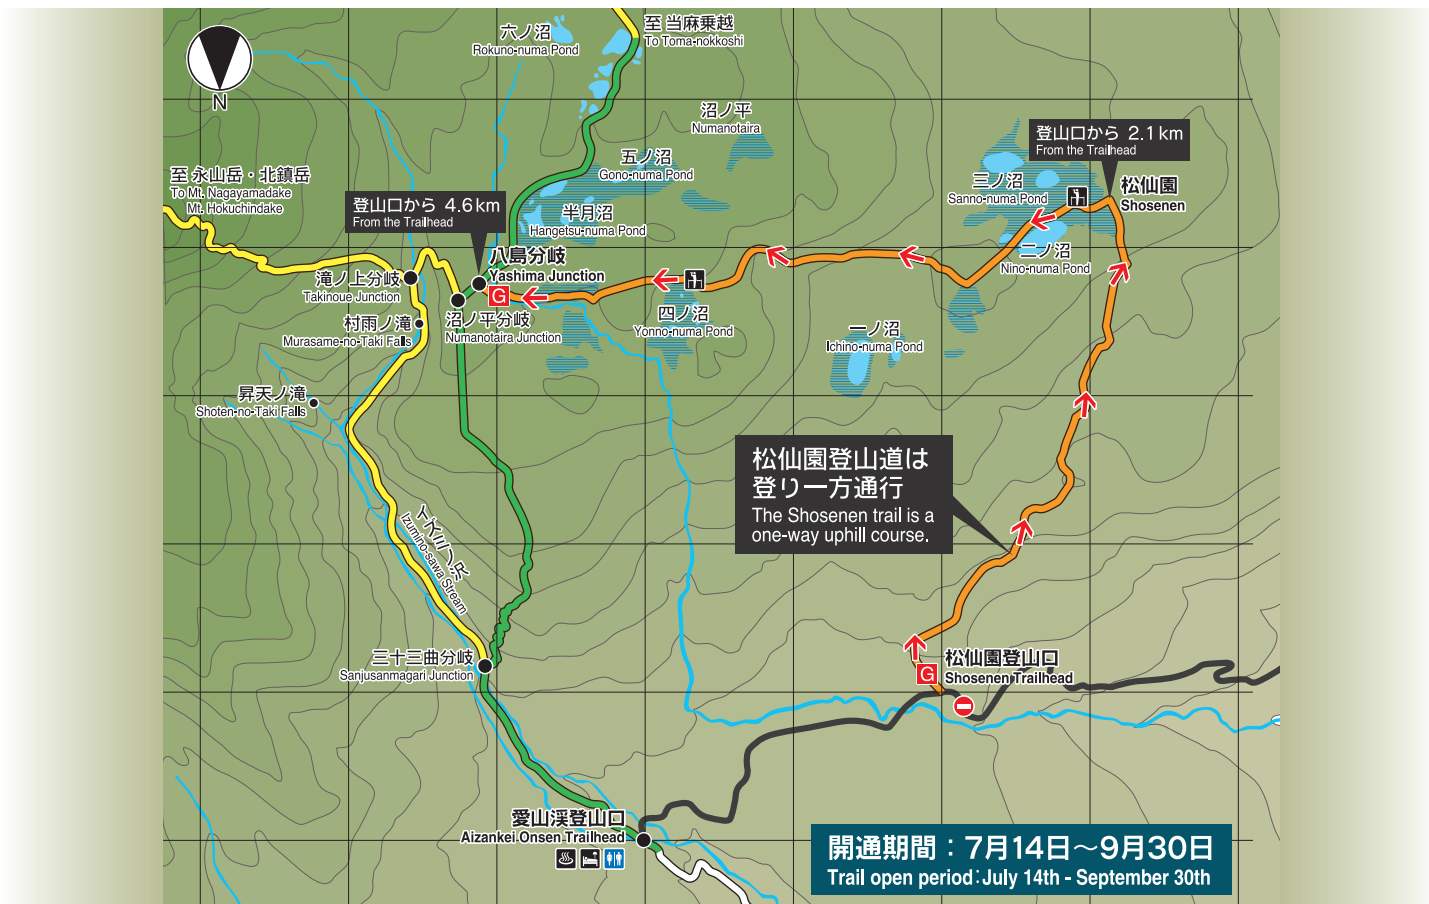 六ノ沼
Rokuno-numa Pond
至 当麻乗越
To Toma-nokkoshi
N
沼ノ平
Numanotaira
登山口から 2.1km
From the Trailhead
五ノ沼
Gono-numa Pond
至 永山岳・北鎮岳
To Mt. Nagayamadake
Mt. Hokuchindake
三ノ沼
Sanno-numa Pond
松仙園
Shosenen
登山口から 4.6km
From the Trailhead
半月沼
Hangetsu-numa Pond
二ノ沼
Nino-numa Pond
八島分岐
Yashima Junction
滝ノ上分岐
Takinoue Junction
G
村雨ノ滝
Murasame-no-Taki Falls
沼ノ平分岐
Numanotaira Junction
四ノ沼
Yonno-numa Pond
一ノ沼
Ichino-numa Pond
昇天ノ滝
Shoten-no-Taki Falls
松仙園登山道は
登り一方通行
The Shosenen trail is a
one-way uphill course.
イズミノ沢
Izumino-sawa Stream
三十三曲分岐
Sanjusanmagari Junction
松仙園登山口
Shosenen Trailhead
G
愛山渓登山口
Aizankei Onsen Trailhead
開通期間：7月14日～9月30日
Trail open period:July 14th - September 30th